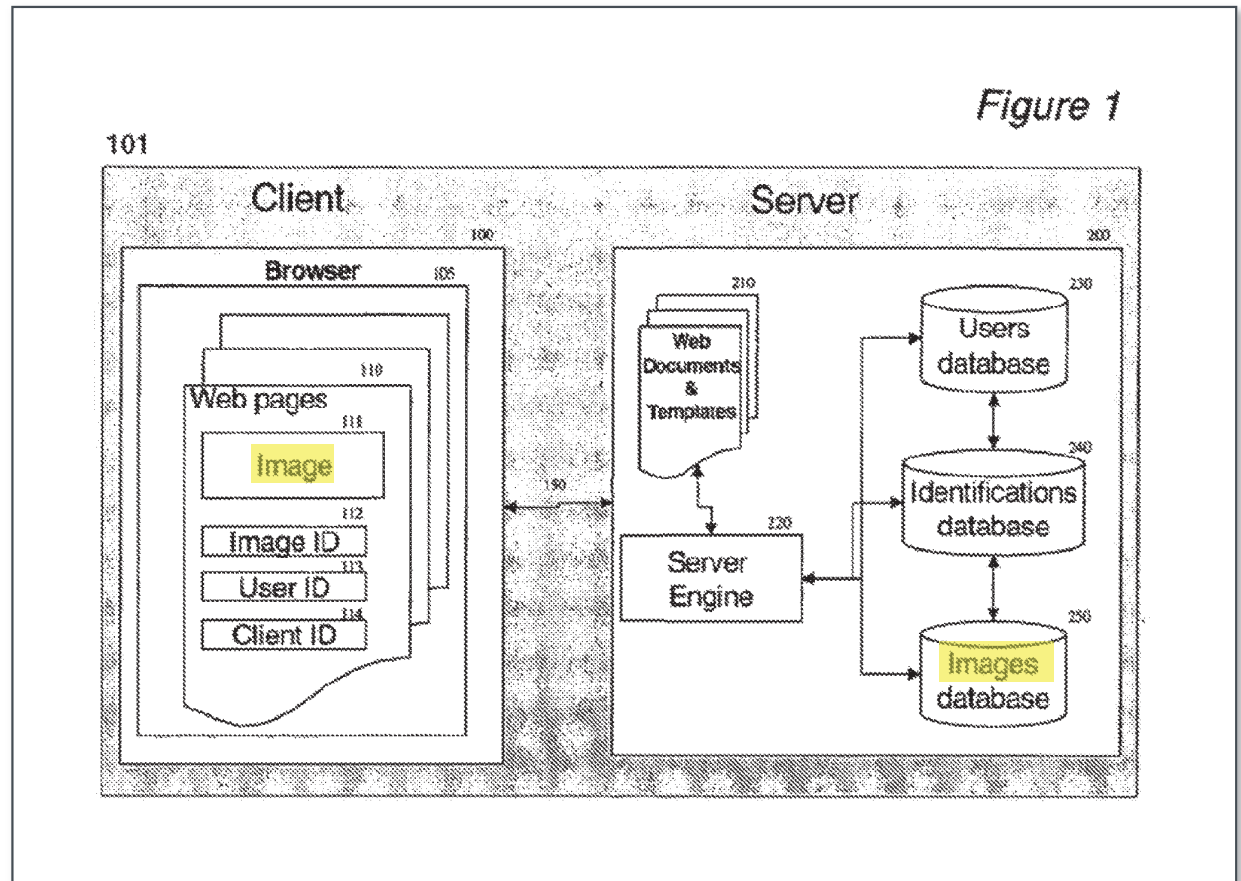 Figure 1
101
Client
Server
100
200
Browser
105
110
Web pages
111
Image
112
Image ID
113
User ID
114
Client ID
150
210
Web
Documents
&
Templates
220
Server
Engine
230
Users
database
240
Identifications
database
250
Images
database